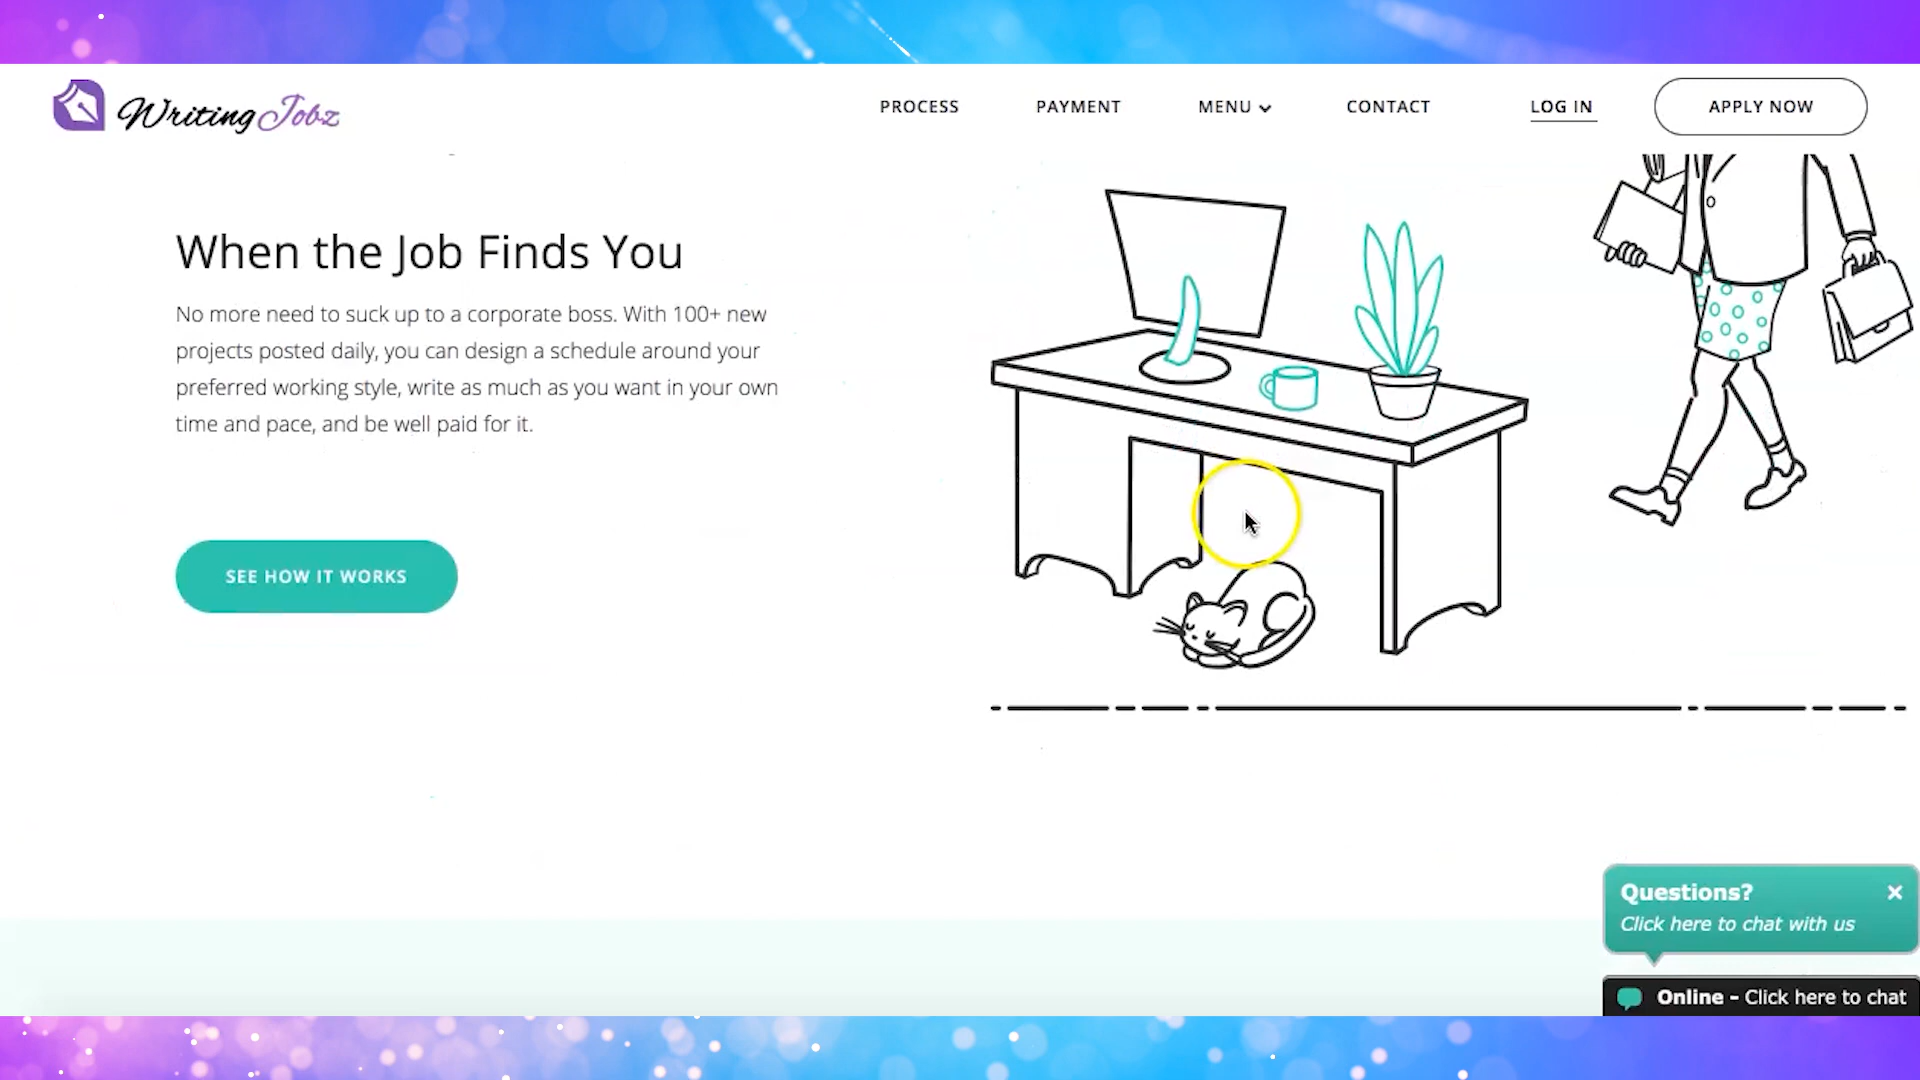 Writing Jobz
PROCESS
PAYMENT
MENU
CONTACT
LOG IN
APPLY NOW
When the Job Finds You
No more need to suck up to a corporate boss. With 100+ new
projects posted daily, you can design a schedule around your
preferred working style, write as much as you want in your own
time and pace, and be well paid for it.
SEE HOW IT WORKS
Questions?
Click here to chat with us
Online - Click here to chat